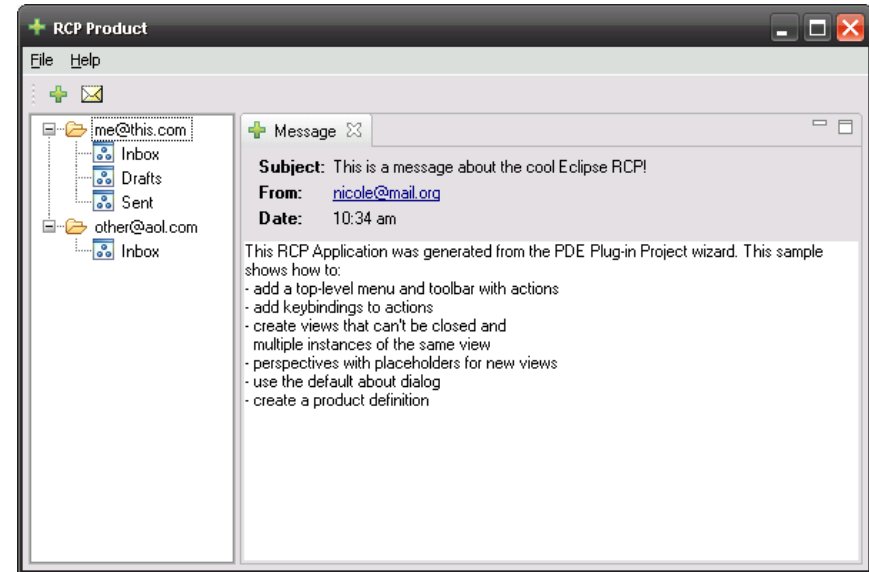 RCP Product
File Help
me@this.com
Inbox
Drafts
Sent
other@aol.com
Inbox
Message
Subject: This is a message about the cool Eclipse RCP!
From: nicole@mail.org
Date: 10:34 am
This RCP Application was generated from the PDE Plug-in Project wizard. This sample
shows how to:
- add a top-level menu and toolbar with actions
- add keybindings to actions
- create views that can't be closed and
  multiple instances of the same view
- perspectives with placeholders for new views
- use the default about dialog
- create a product definition